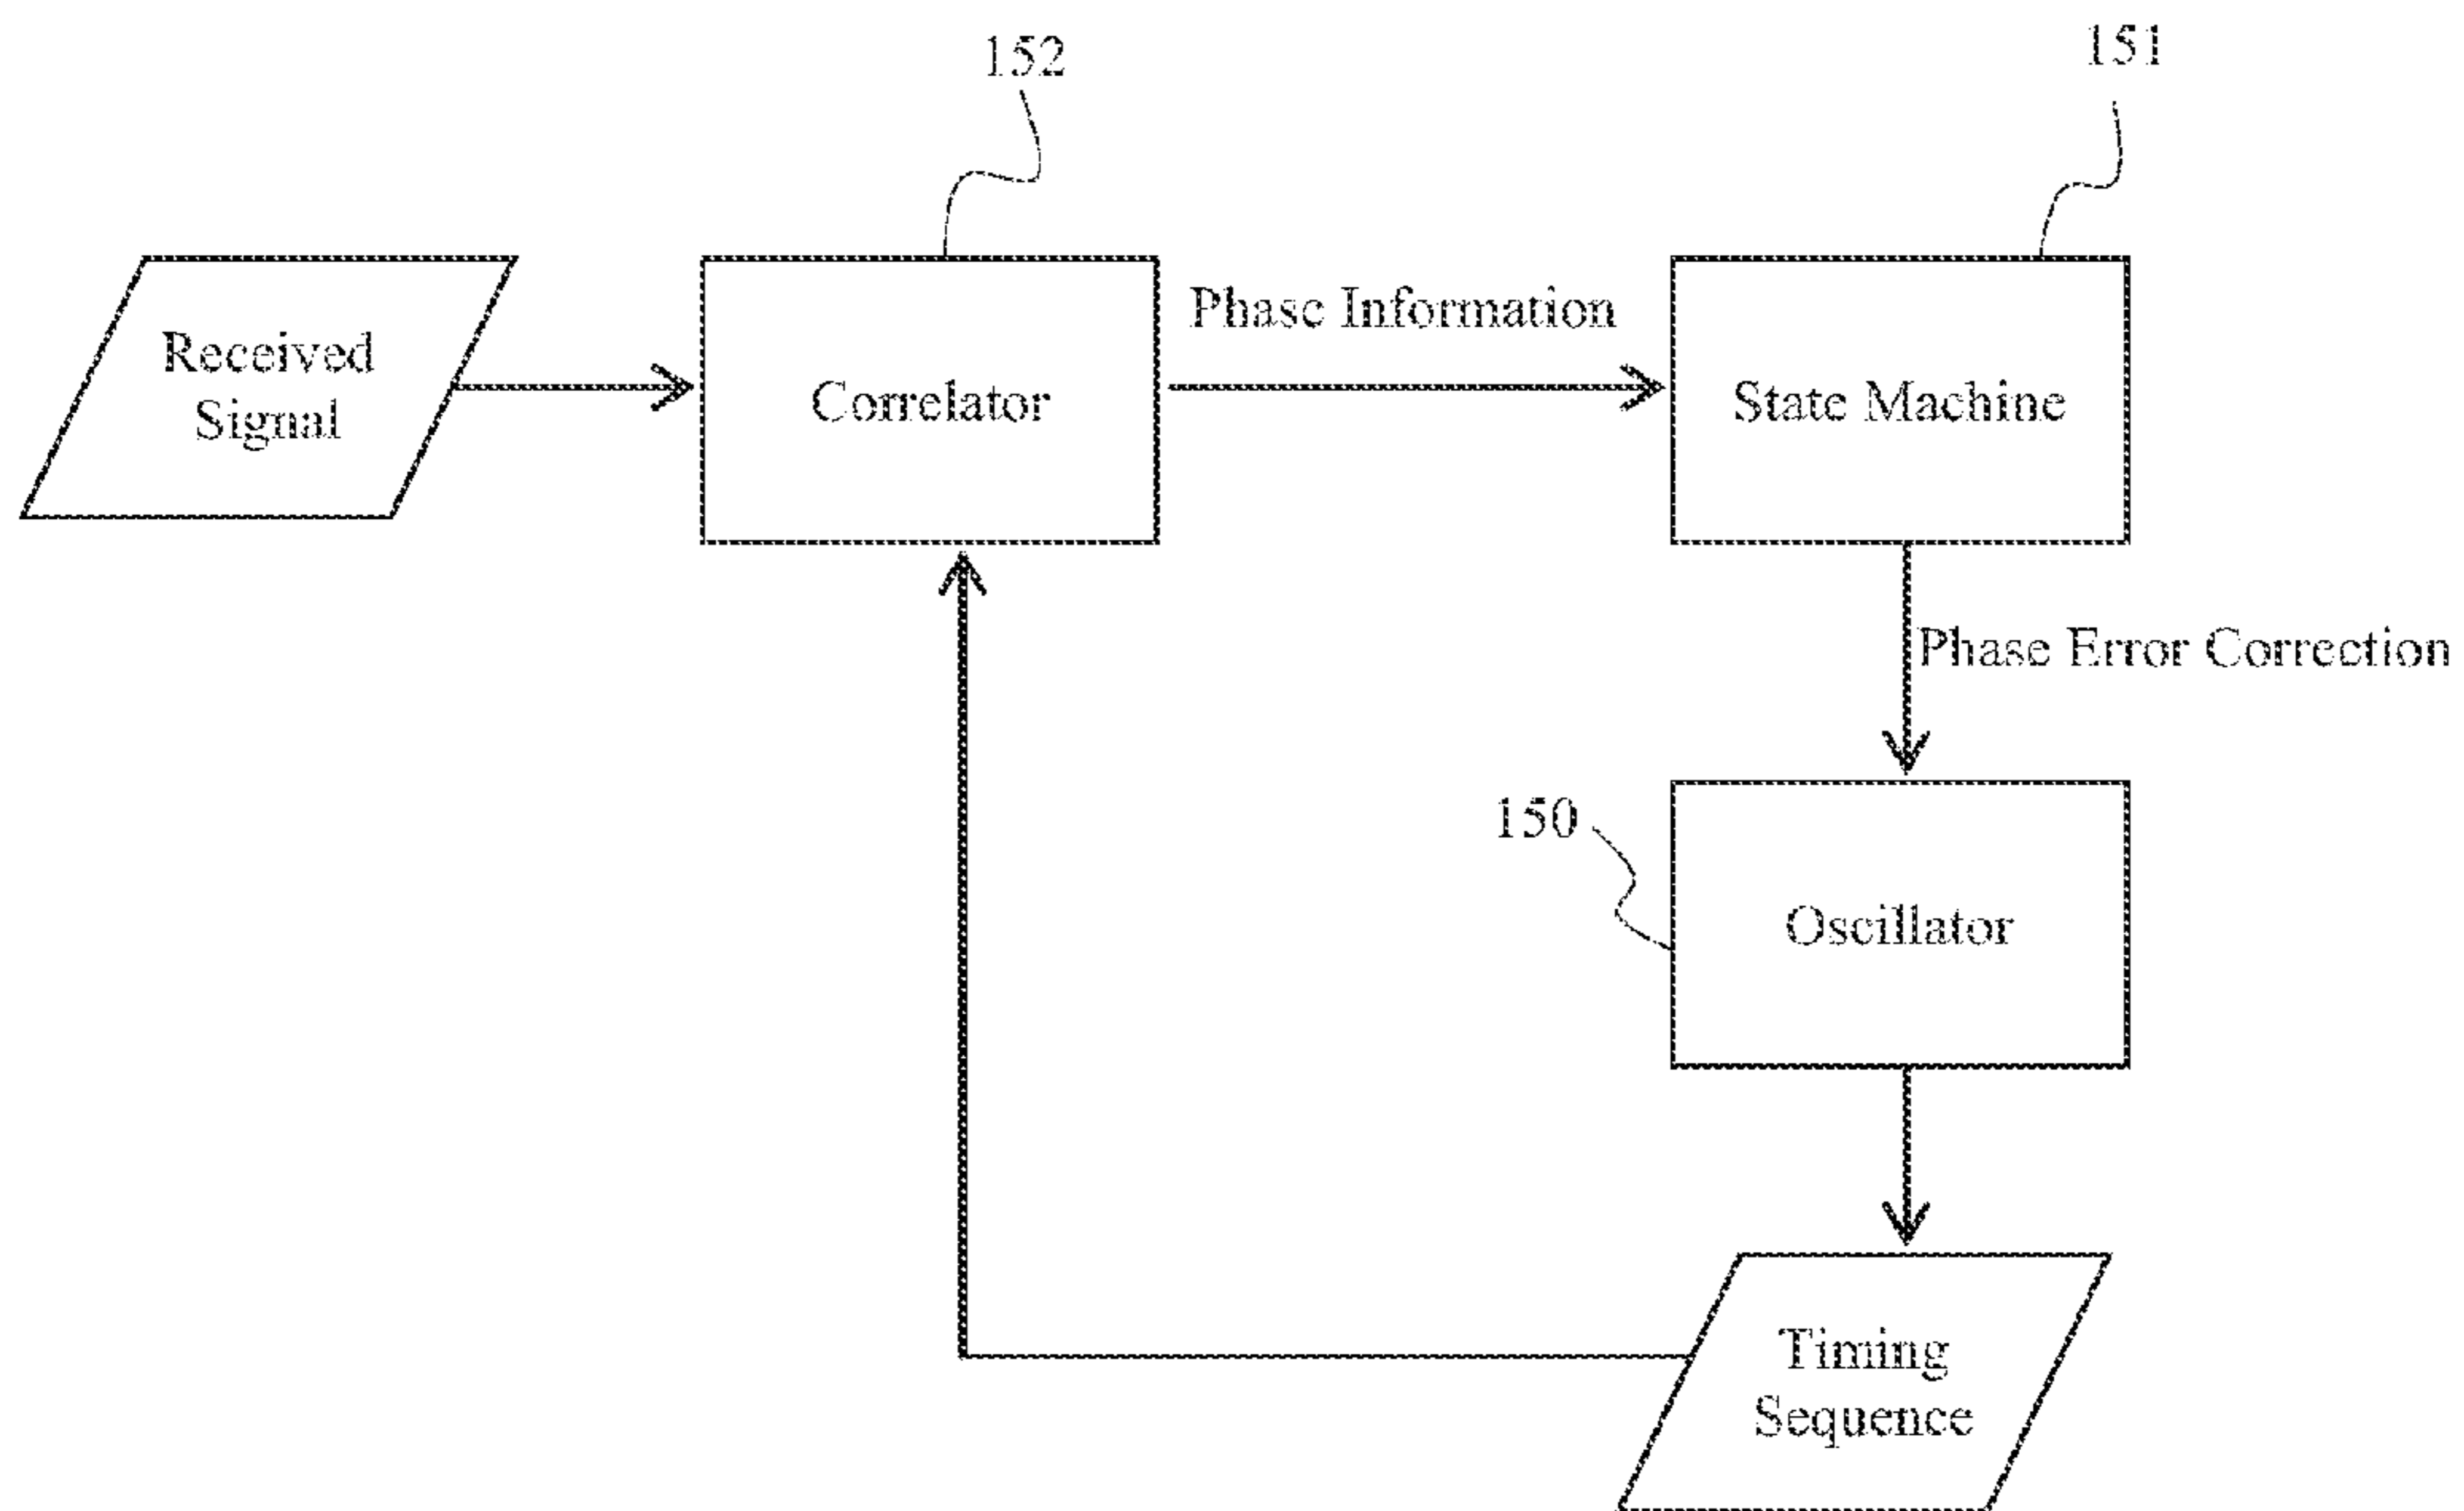 152
151
Received
Signal
Correlator
Phase Information
State Machine
Phase Error Correction
150
Oscillator
Timing
Sequence